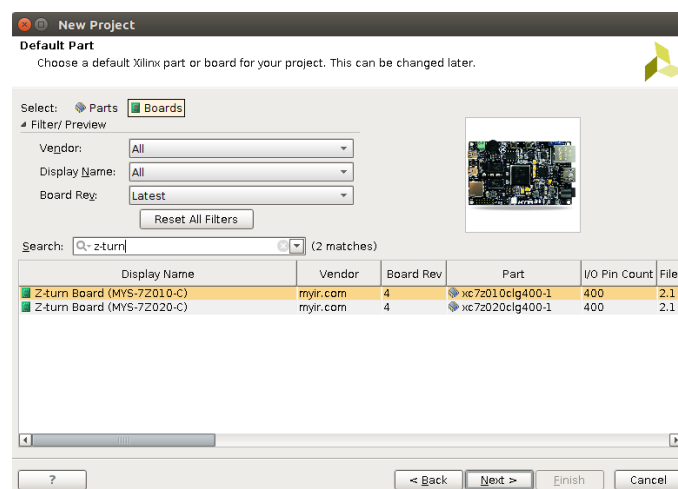 New Project
Default Part
Choose a default Xilinx part or board for your project. This can be changed later.
Select: Parts Boards
Filter/ Preview
Vendor: All
Display Name: All
Board Rev: Latest
Reset All Filters
Search: z-turn (2 matches)
Display Name Vendor Board Rev Part I/O Pin Count File
Z-turn Board (MYS-7Z010-C) myir.com 4 xc7z010clg400-1 400 2.1
Z-turn Board (MYS-7Z020-C) myir.com 4 xc7z020clg400-1 400 2.1
? < Back Next > Finish Cancel